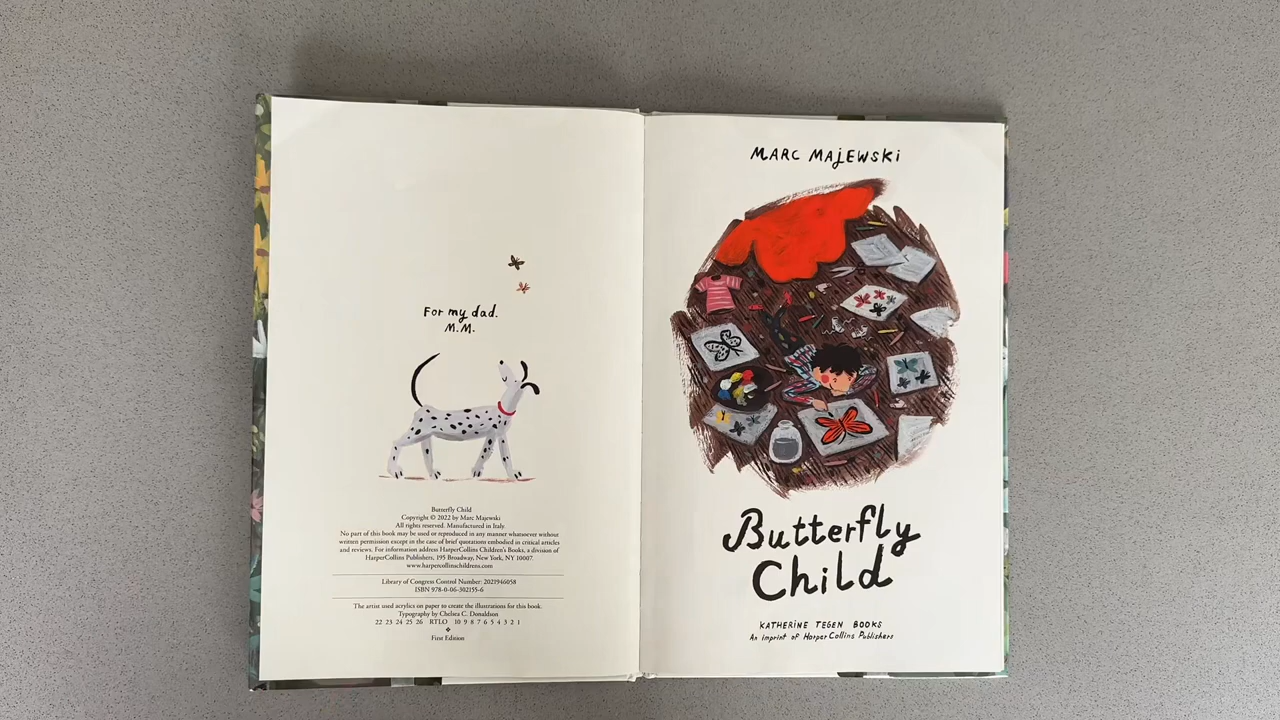 For my dad.
M.M.
Butterfly Child
Copyright © 2022 by Marc Majewski
All rights reserved. Manufactured in Italy.
No part of this book may be used or reproduced in any manner whatsoever without
written permission except in the case of brief quotations embodied in critical articles
and reviews. For information address HarperCollins Children's Books, a division of
HarperCollins Publishers, 195 Broadway, New York, NY 10007.
www.harpercollinschildrens.com
Library of Congress Control Number: 2021946058
ISBN 978-0-06-302155-6
The artist used acrylics on paper to create the illustrations for this book.
Typography by Chelsea C. Donaldson
22 23 24 25 26 RTLO 10 9 8 7 6 5 4 3 2 1
First Edition
MARC MAJEWSKI
Butterfly
Child
KATHERINE TEGEN BOOKS
An imprint of HarperCollins Publishers